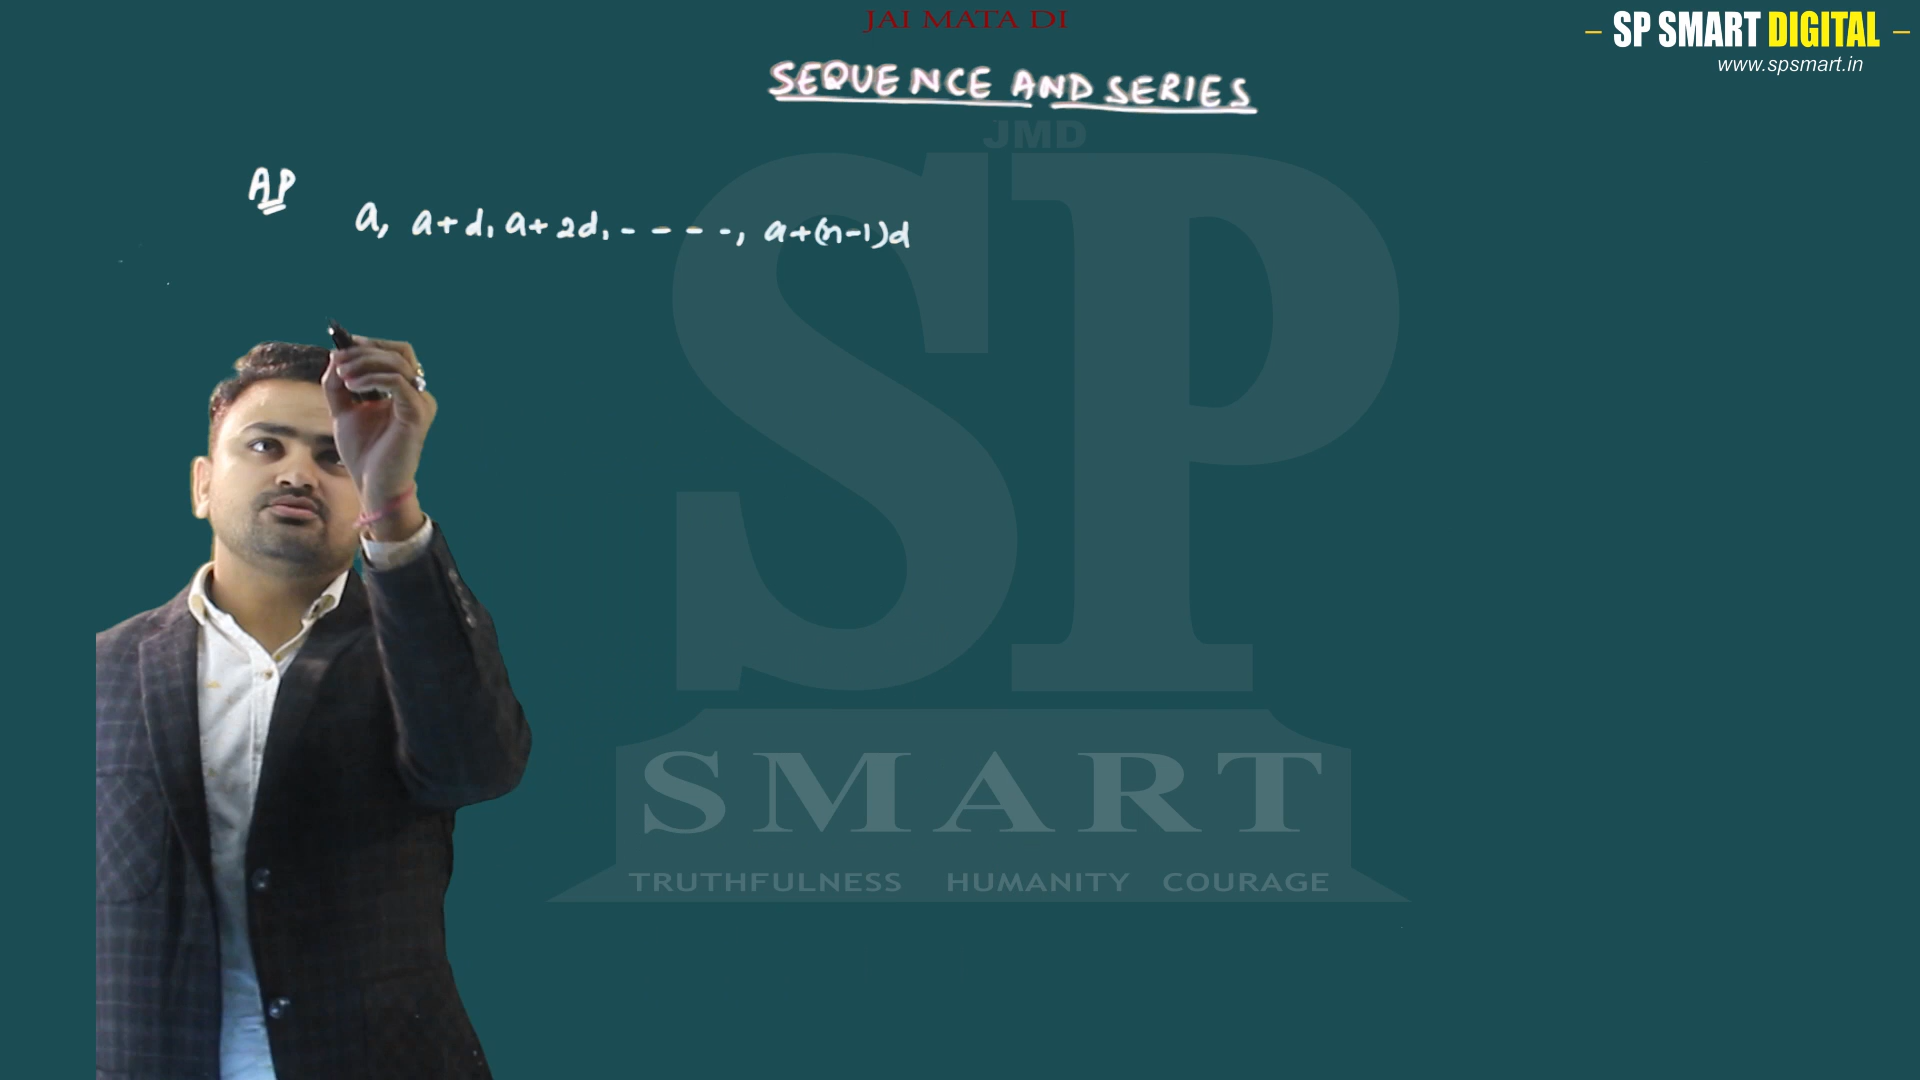 JAI MATA DI
SP SMART DIGITAL
www.spsmart.in
SEQUENCE AND SERIES
JMD
AP
a, a+d, a+2d, - - - -, a+(n-1)d
SP
SMART
TRUTHFULNESS HUMANITY COURAGE